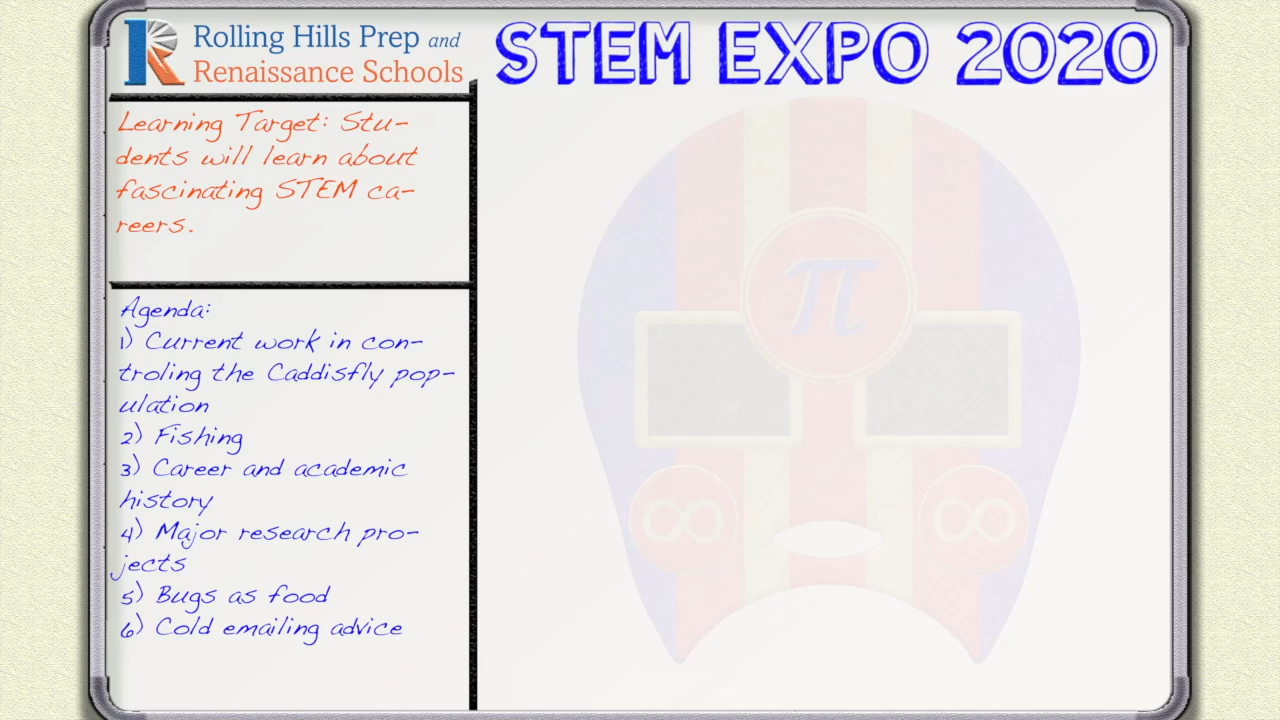 Rolling Hills Prep and
Renaissance Schools
STEM EXPO 2020
Learning Target: Stu-
dents will learn about
fascinating STEM ca-
reers.
Agenda:
1) Current work in con-
troling the Caddisfly pop-
ulation
2) Fishing
3) Career and academic
history
4) Major research pro-
jects
5) Bugs as food
6) Cold emailing advice
π
∞ ∞